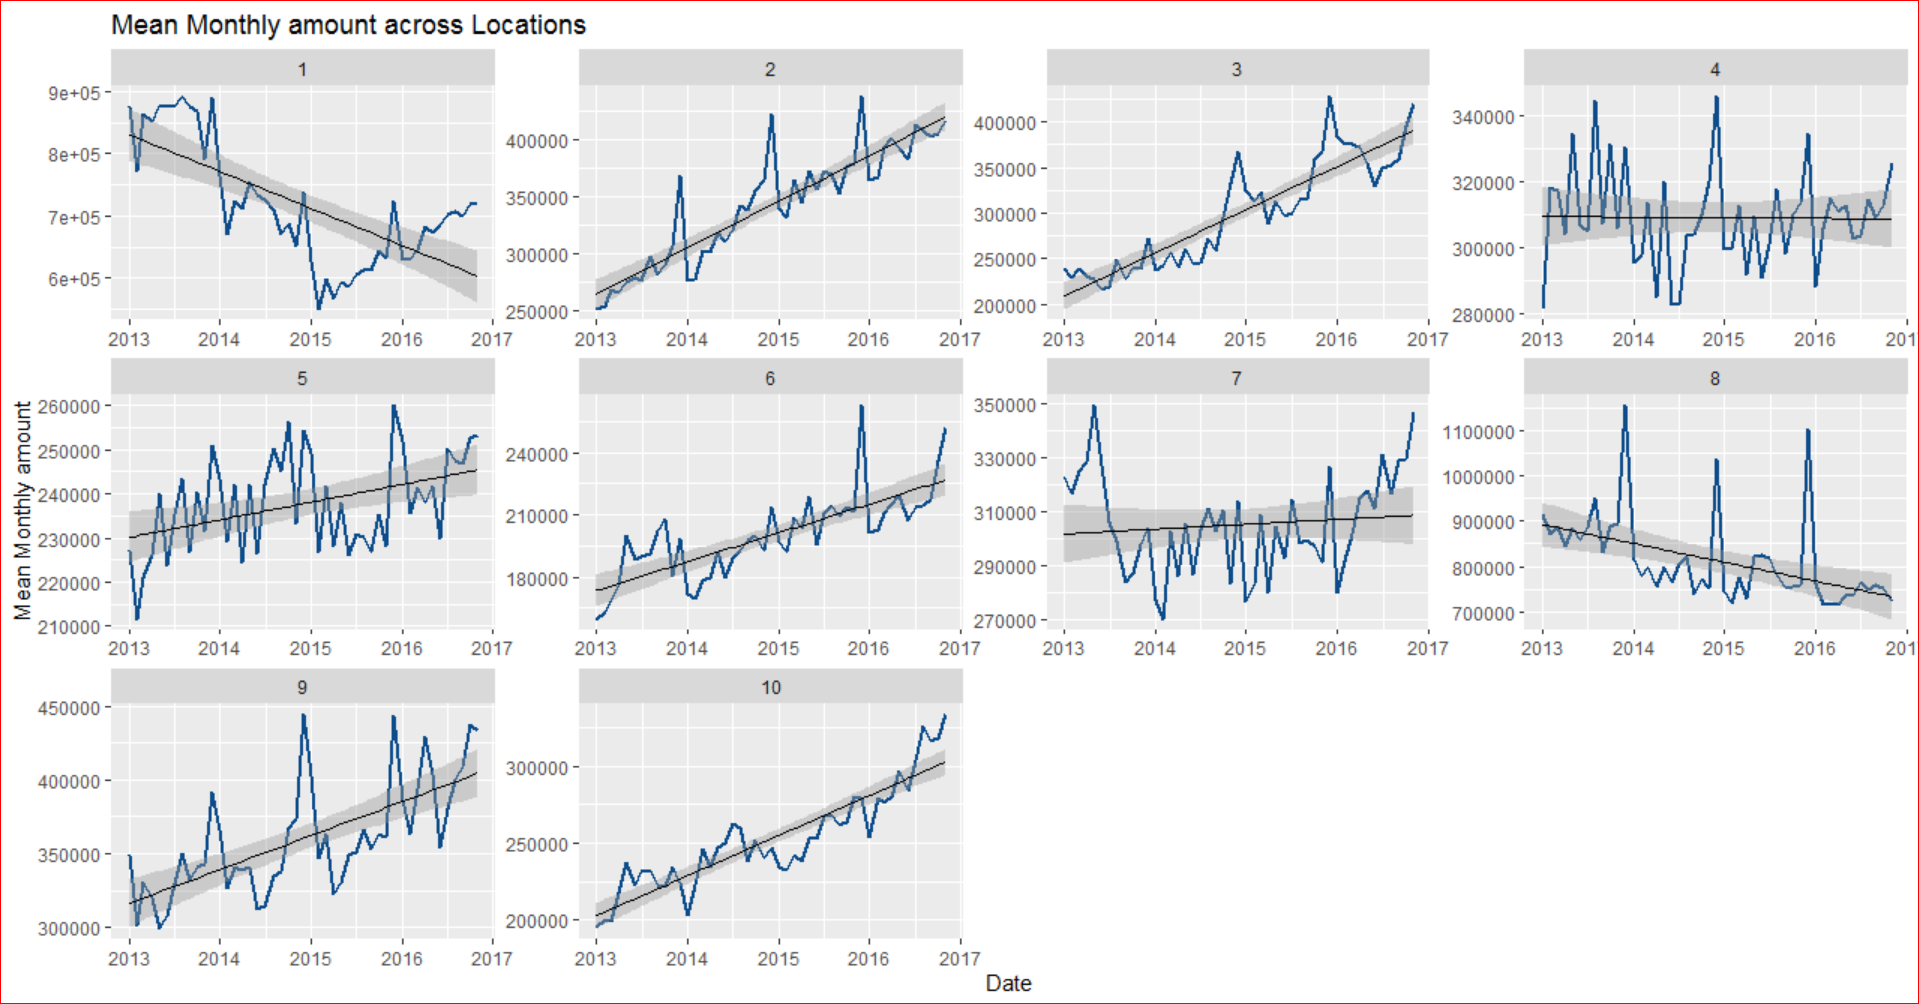 Mean Monthly amount across Locations
1 2 3 4
9e+05
8e+05
7e+05
6e+05
400000
350000
300000
250000
400000
350000
300000
250000
200000
340000
320000
300000
280000
2013 2014 2015 2016 2017
2013 2014 2015 2016 2017
2013 2014 2015 2016 2017
2013 2014 2015 2016 201
5 6 7 8
260000
250000
240000
230000
220000
210000
240000
210000
180000
350000
330000
310000
290000
270000
1100000
1000000
900000
800000
700000
2013 2014 2015 2016 2017
2013 2014 2015 2016 2017
2013 2014 2015 2016 2017
2013 2014 2015 2016 201
9 10
450000
400000
350000
300000
300000
250000
200000
2013 2014 2015 2016 2017
2013 2014 2015 2016 2017
Mean Monthly amount
Date